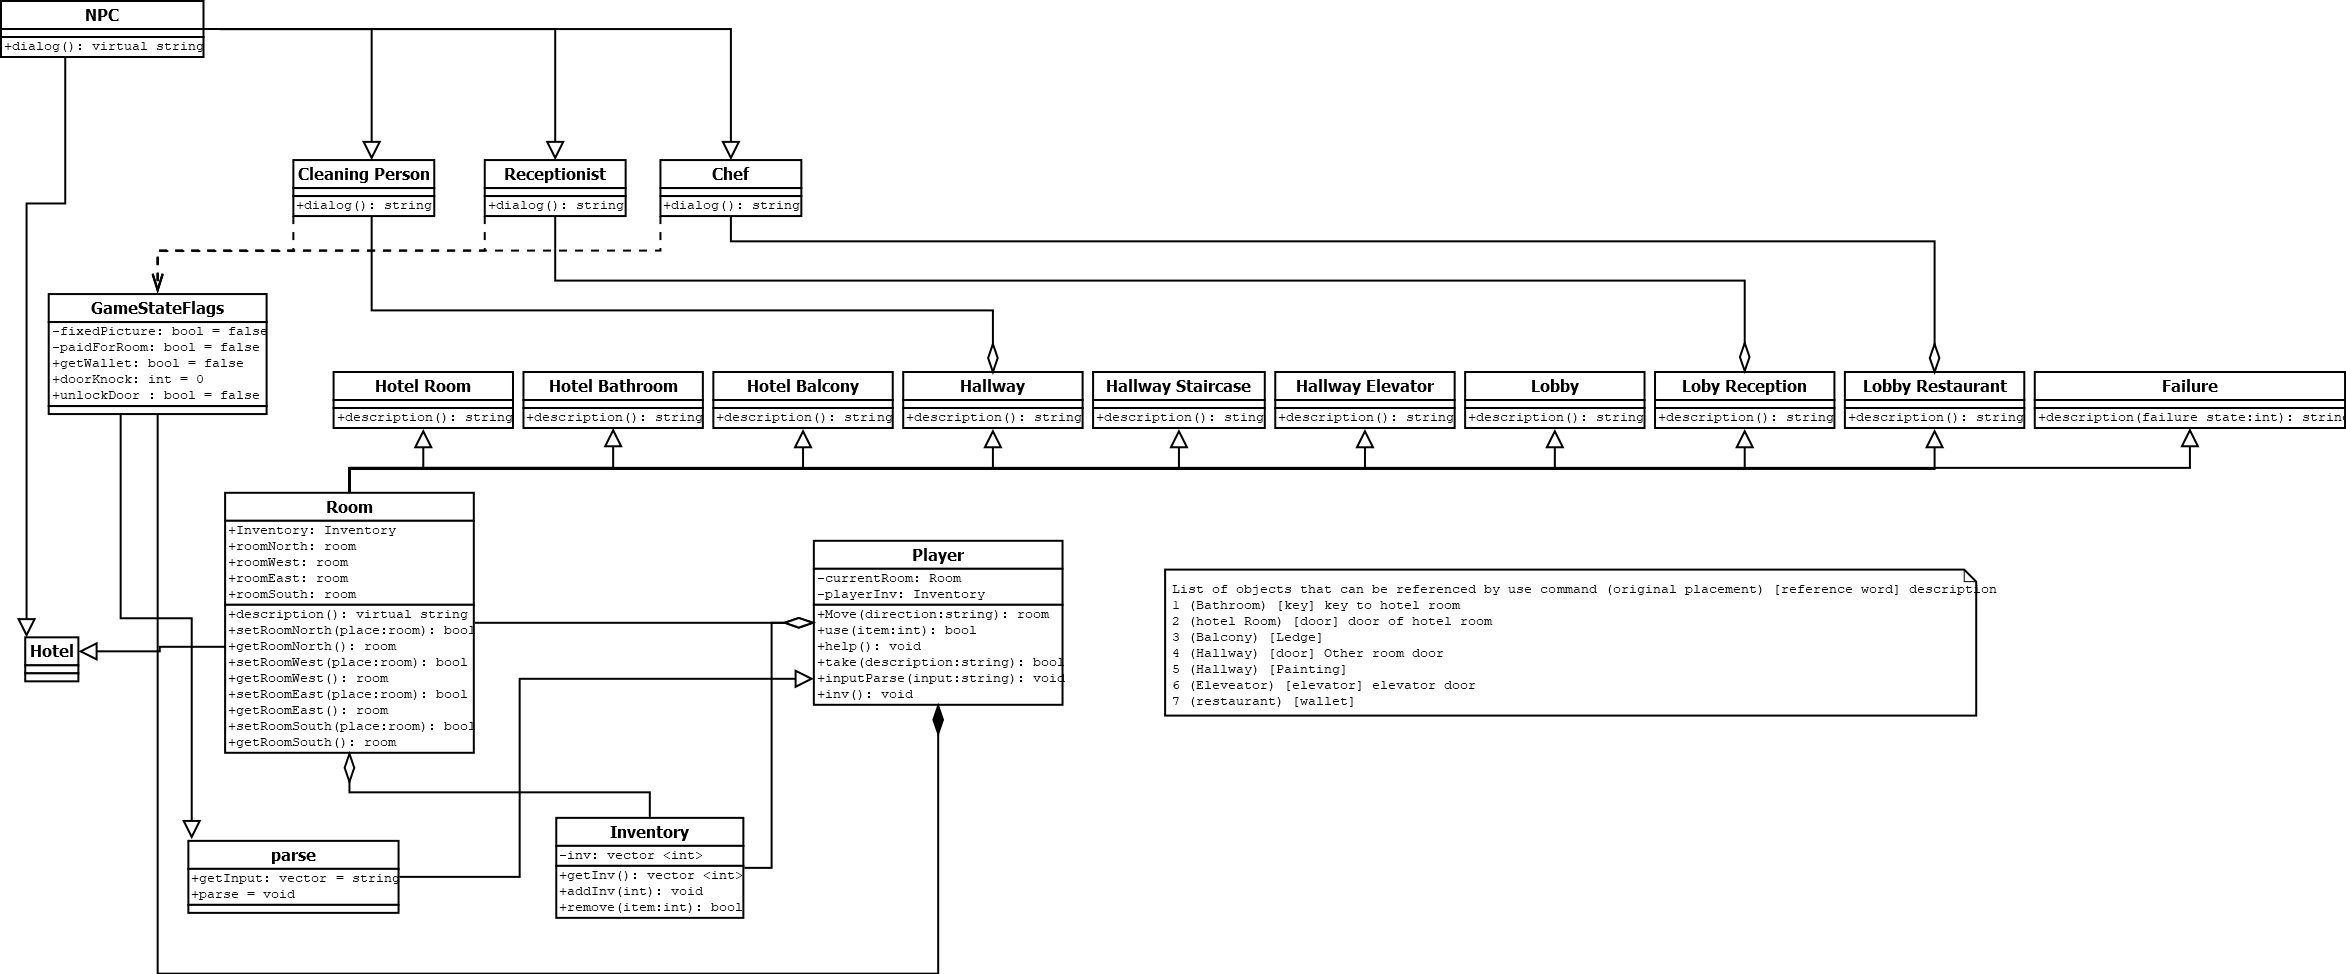 NPC
+dialog(): virtual string
Cleaning Person
+dialog(): string
Receptionist
+dialog(): string
Chef
+dialog(): string
GameStateFlags
-fixedPicture: bool = false
-paidForRoom: bool = false
+getWallet: bool = false
+doorKnock: int = 0
+unlockDoor : bool = false
Hotel Room
+description(): string
Hotel Bathroom
+description(): string
Hotel Balcony
+description(): string
Hallway
+description(): string
Hallway Staircase
+description(): string
Hallway Elevator
+description(): string
Lobby
+description(): string
Loby Reception
+description(): string
Lobby Restaurant
+description(): string
Failure
+description(failure state:int): string
Room
+Inventory: Inventory
+roomNorth: room
+roomWest: room
+roomEast: room
+roomSouth: room
+description(): virtual string
+setRoomNorth(place:room): bool
+getRoomNorth(): room
+setRoomWest(place:room): bool
+getRoomWest(): room
+setRoomEast(place:room): bool
+getRoomEast(): room
+setRoomSouth(place:room): bool
+getRoomSouth(): room
Player
-currentRoom: Room
-playerInv: Inventory
+Move(direction:string): room
+use(item:int): bool
+help(): void
+take(description:string): bool
+inputParse(input:string): void
+inv(): void
List of objects that can be referenced by use command (original placement) [reference word] description
1 (Bathroom) [key] key to hotel room
2 (hotel Room) [door] door of hotel room
3 (Balcony) [Ledge]
4 (Hallway) [door] Other room door
5 (Hallway) [Painting]
6 (Eleveator) [elevator] elevator door
7 (restaurant) [wallet]
Hotel
parse
+getInput: vector = string
+parse = void
Inventory
-inv: vector <int>
+getInv(): vector <int>
+addInv(int): void
+remove(item:int): bool